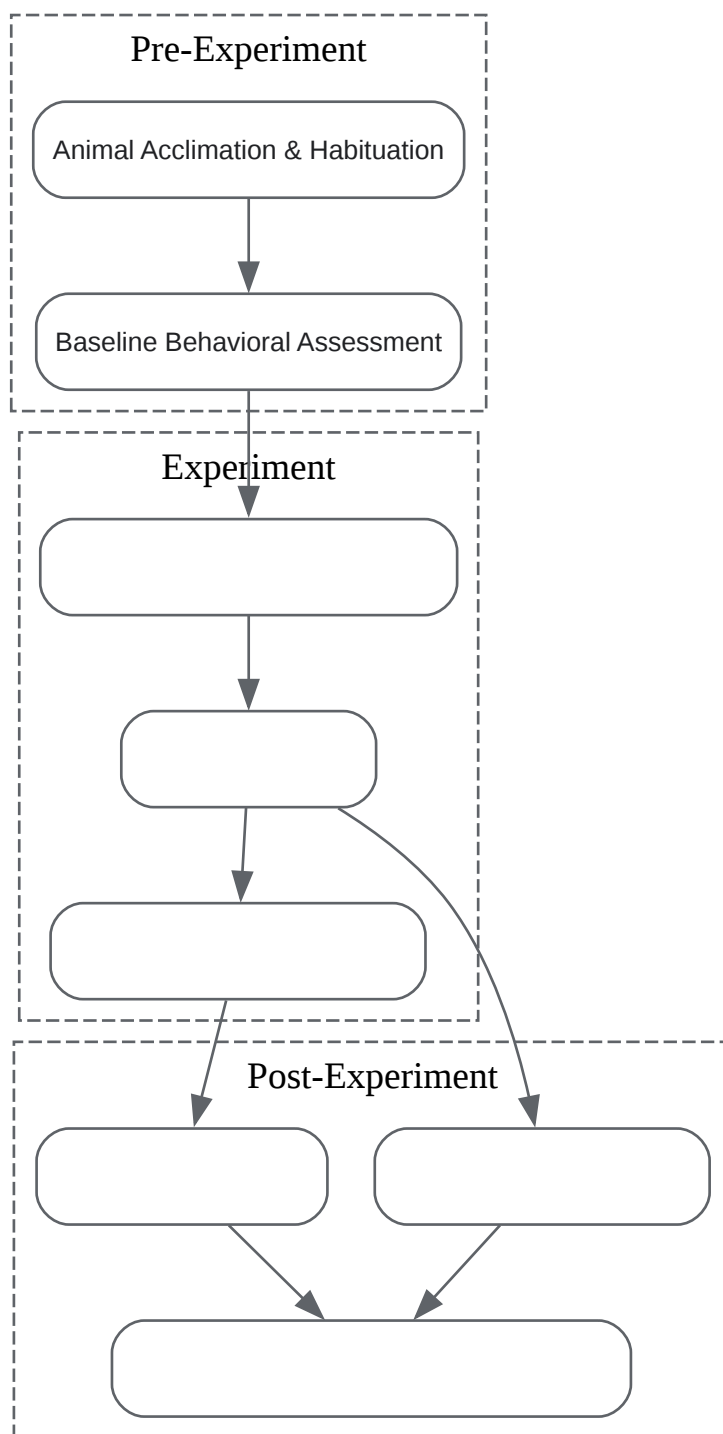 Pre-Experiment
Animal Acclimation & Habituation
Baseline Behavioral Assessment
Experiment
Post-Experiment